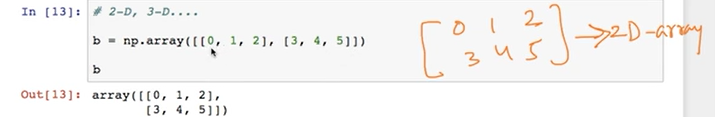 In [13]: # 2-D, 3-D....
b = np.array([[0, 1, 2], [3, 4, 5]])
b
0 1 2
3 4 5
→ 2D-array
Out[13]: array([[0, 1, 2],
[3, 4, 5]])